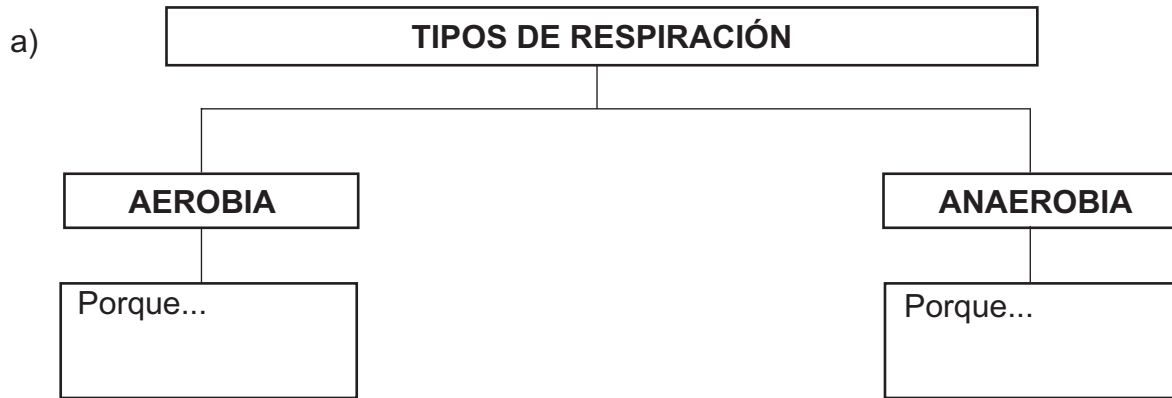 a)
TIPOS DE RESPIRACIÓN
AEROBIA
ANAEROBIA
Porque...
Porque...